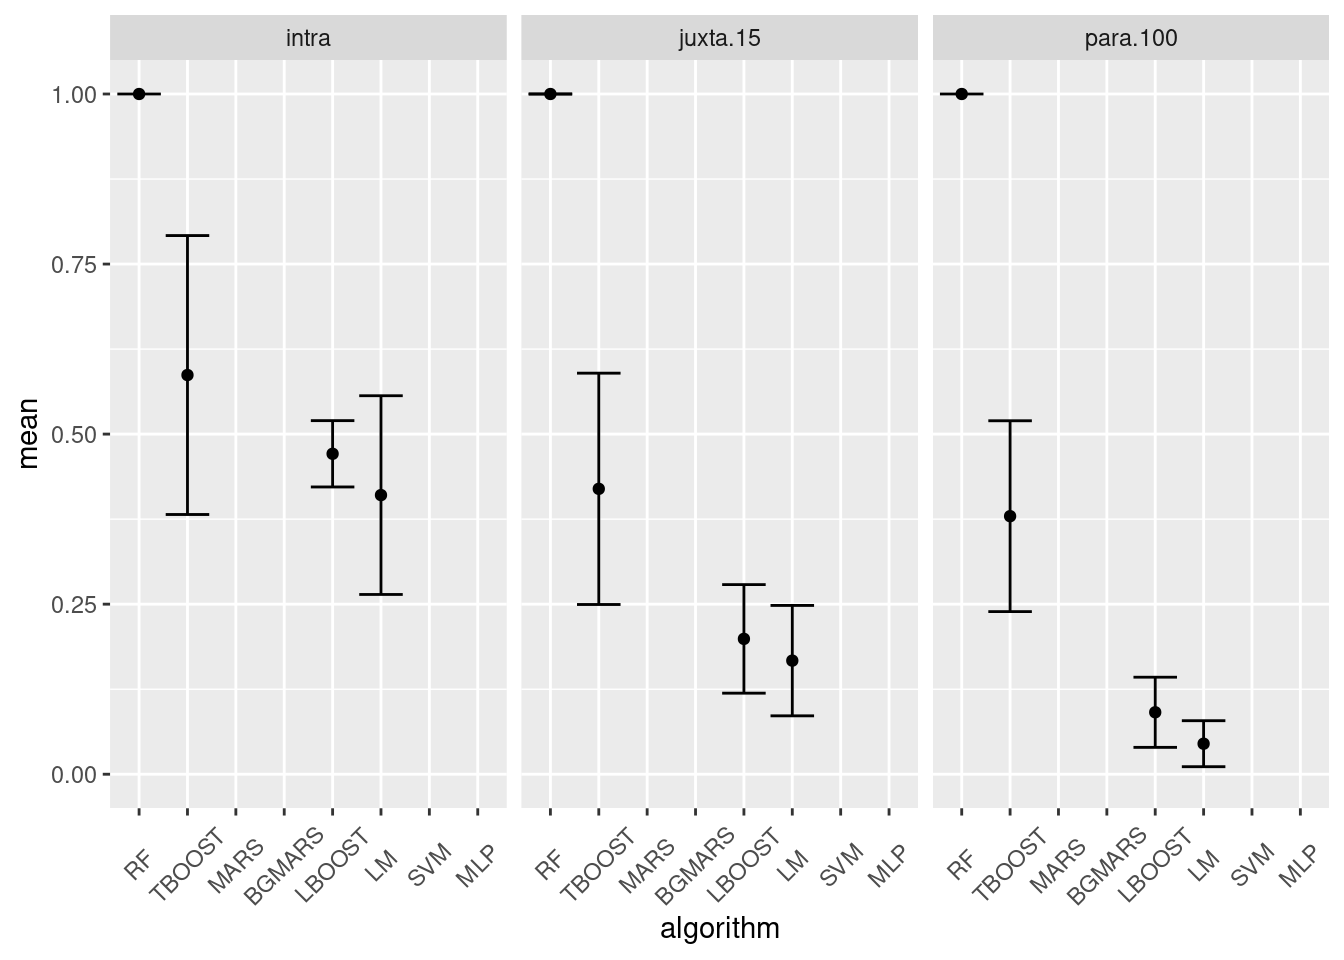 intra juxta.15 para.100
1.00
0.75
0.50
0.25
0.00
mean
RF TBOOST MARS BGMARS LBOOST LM SVM MLP RF TBOOST MARS BGMARS LBOOST LM SVM MLP RF TBOOST MARS BGMARS LBOOST LM SVM MLP
algorithm